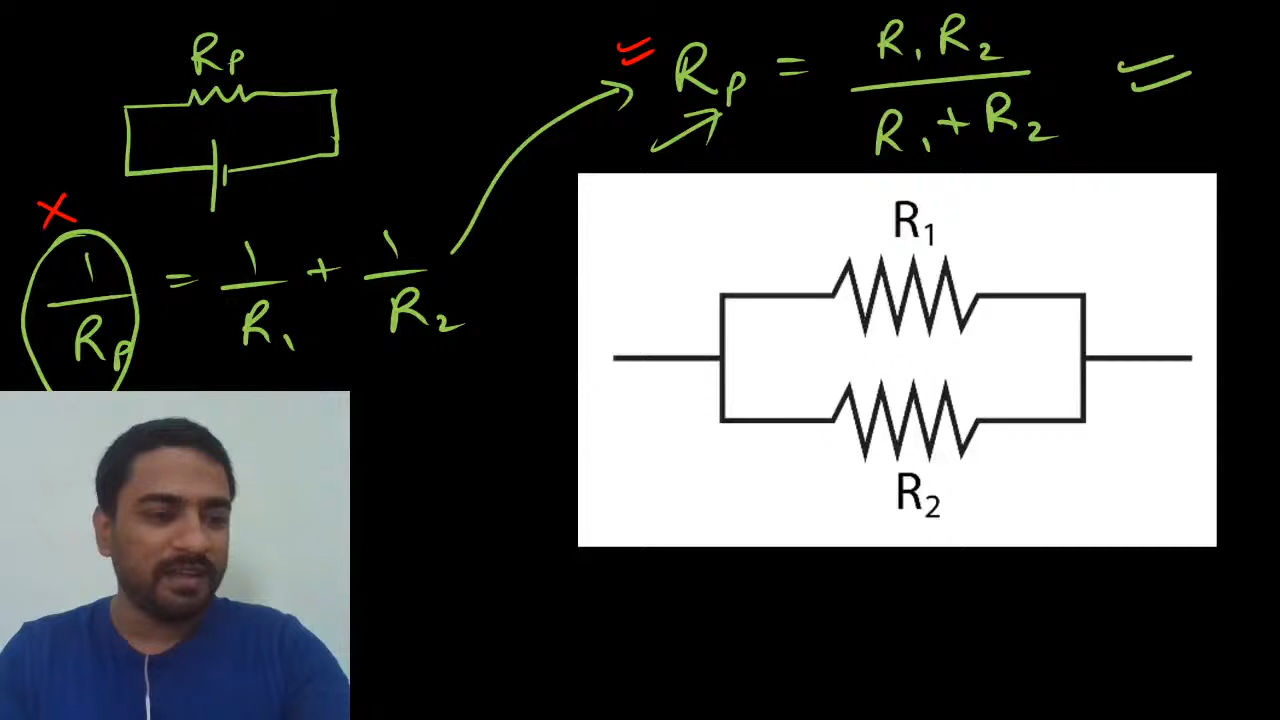 Rp
1/Rp = 1/R1 + 1/R2
Rp = R1R2/R1+R2
R1
R2